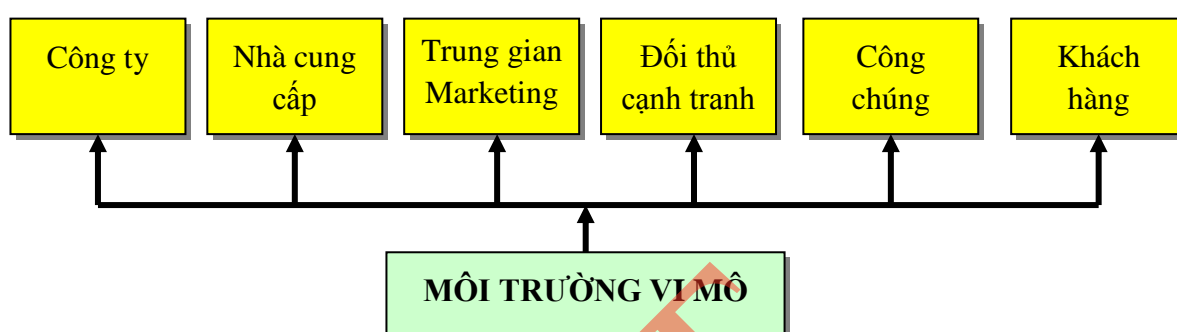 Công ty
Nhà cung
cấp
Trung gian
Marketing
Đối thủ
cạnh tranh
Công
chúng
Khách
hàng
MÔI TRƯỜNG VI MÔ